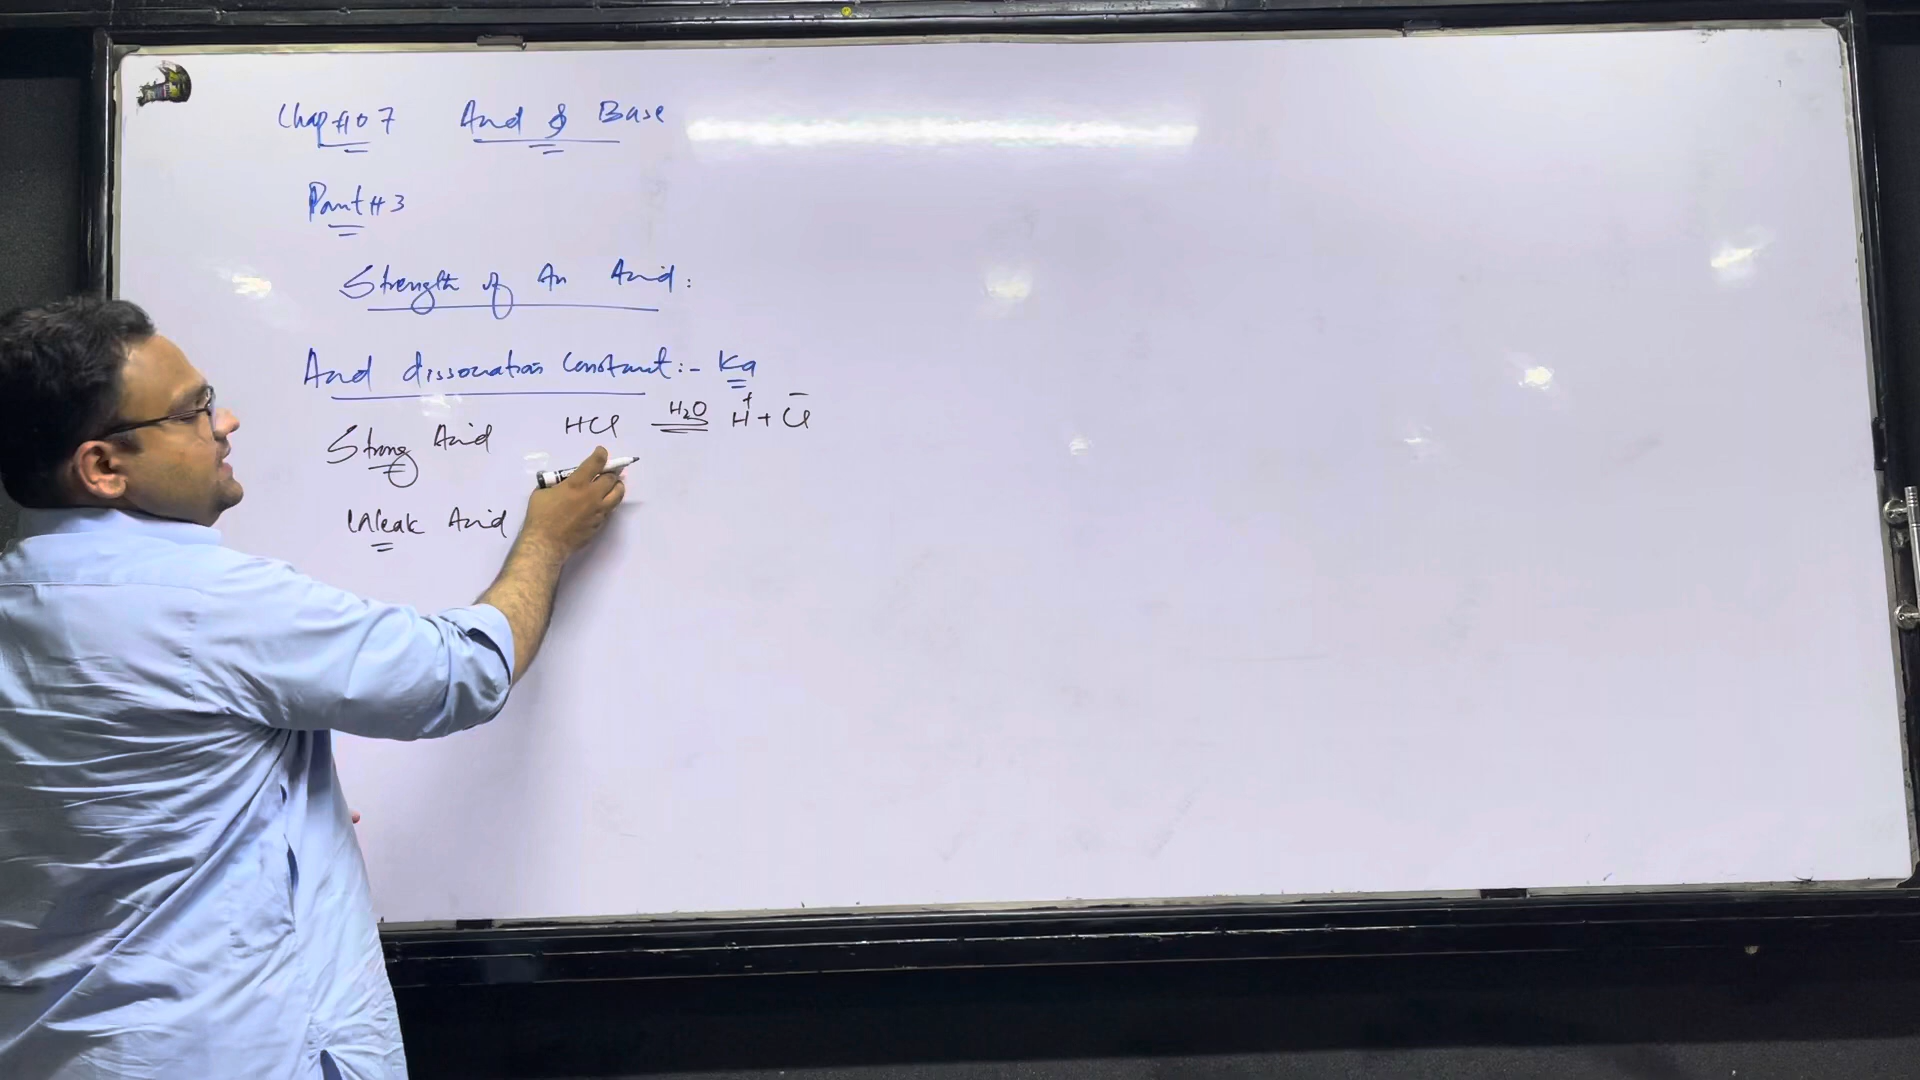 Chap # 07 Acid & Base
Part # 3
Strength of An Acid:
Acid dissociation Constant:- Ka
Strong Acid HCl H₂O H⁺ + Cl⁻
Weak Acid